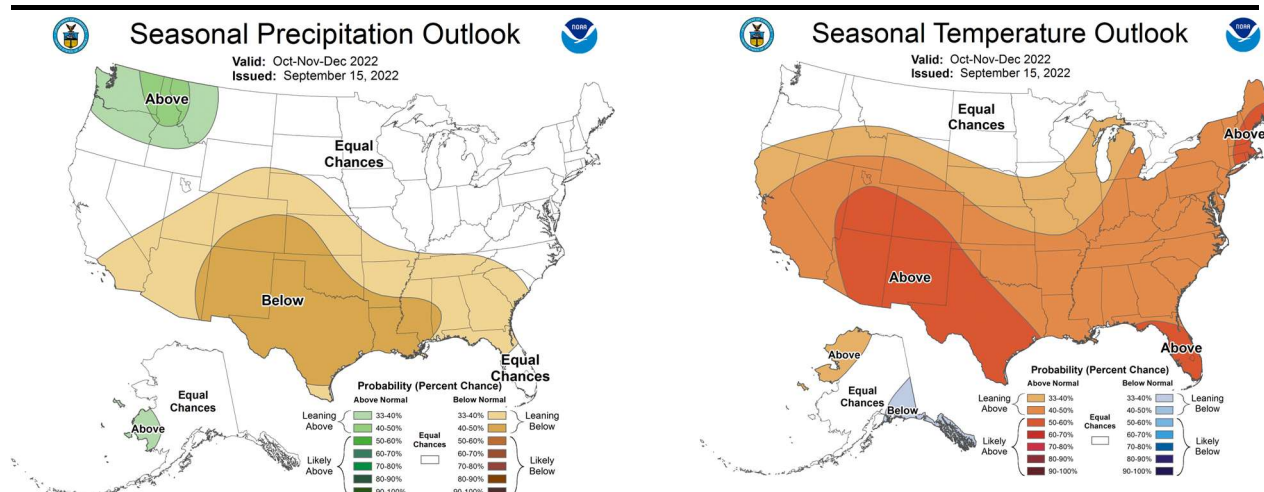 Seasonal Precipitation Outlook
NOAA
Valid: Oct-Nov-Dec 2022
Issued: September 15, 2022
Above
Equal
Chances
Below
Equal
Chances
Equal
Chances
Above
Probability (Percent Chance)
Above Normal Below Normal
Leaning
Above
33-40% 33-40%
40-50% 40-50%
Leaning
Below
Likely
Above
50-60% 50-60%
60-70% 60-70%
70-80% 70-80%
80-90% 80-90%
90-100% 90-100%
Equal
Chances
Likely
Below
Seasonal Temperature Outlook
NOAA
Valid: Oct-Nov-Dec 2022
Issued: September 15, 2022
Equal
Chances
Above
Above
Above
Above
Equal
Chances
Below
Probability (Percent Chance)
Above Normal Below Normal
Leaning
Above
33-40% 33-40%
40-50% 40-50%
Leaning
Below
Likely
Above
50-60% 50-60%
60-70% 60-70%
70-80% 70-80%
80-90% 80-90%
90-100% 90-100%
Equal
Chances
Likely
Below